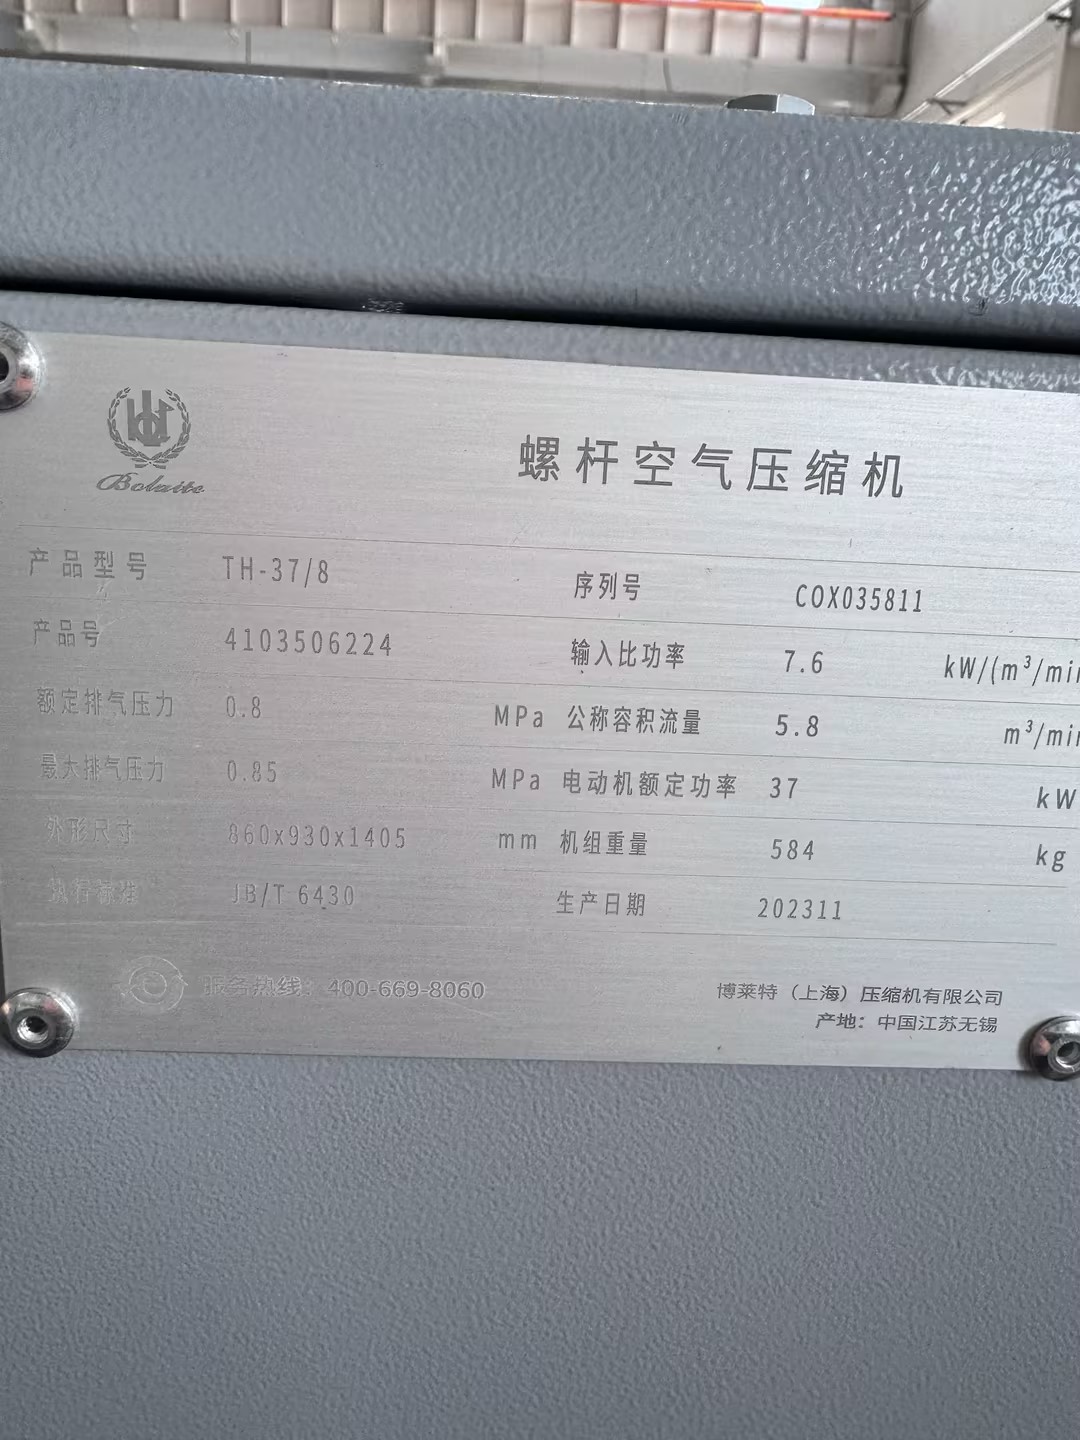 Bolaite
螺杆空气压缩机
产品型号 TH-37/8 序列号 COX035811
产品号 4103506224 输入比功率 7.6 kW/(m³/min
额定排气压力 0.8 MPa 公称容积流量 5.8 m³/min
最大排气压力 0.85 MPa 电动机额定功率 37 kW
外形尺寸 860x930x1405 mm 机组重量 584 kg
执行标准 JB/T 6430 生产日期 202311
服务热线：400-669-8060 博莱特（上海）压缩机有限公司
产地：中国江苏无锡